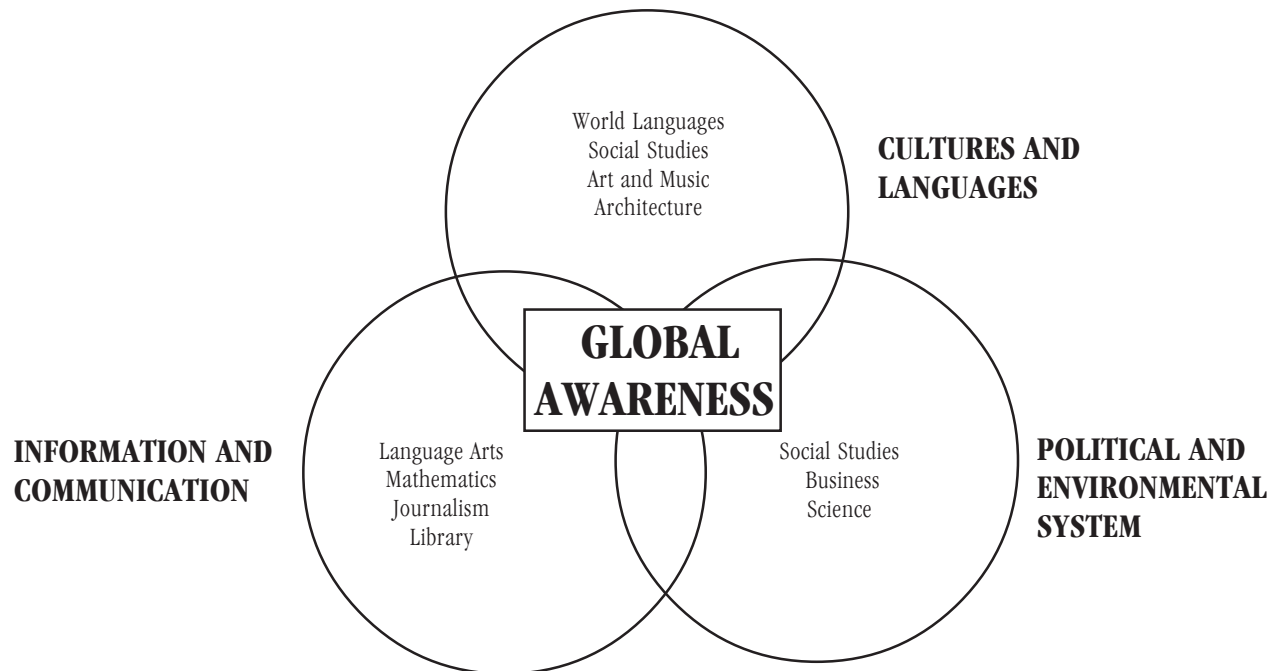 World Languages
Social Studies
Art and Music
Architecture
CULTURES AND
LANGUAGES
GLOBAL
AWARENESS
INFORMATION AND
COMMUNICATION
Language Arts
Mathematics
Journalism
Library
Social Studies
Business
Science
POLITICAL AND
ENVIRONMENTAL
SYSTEM